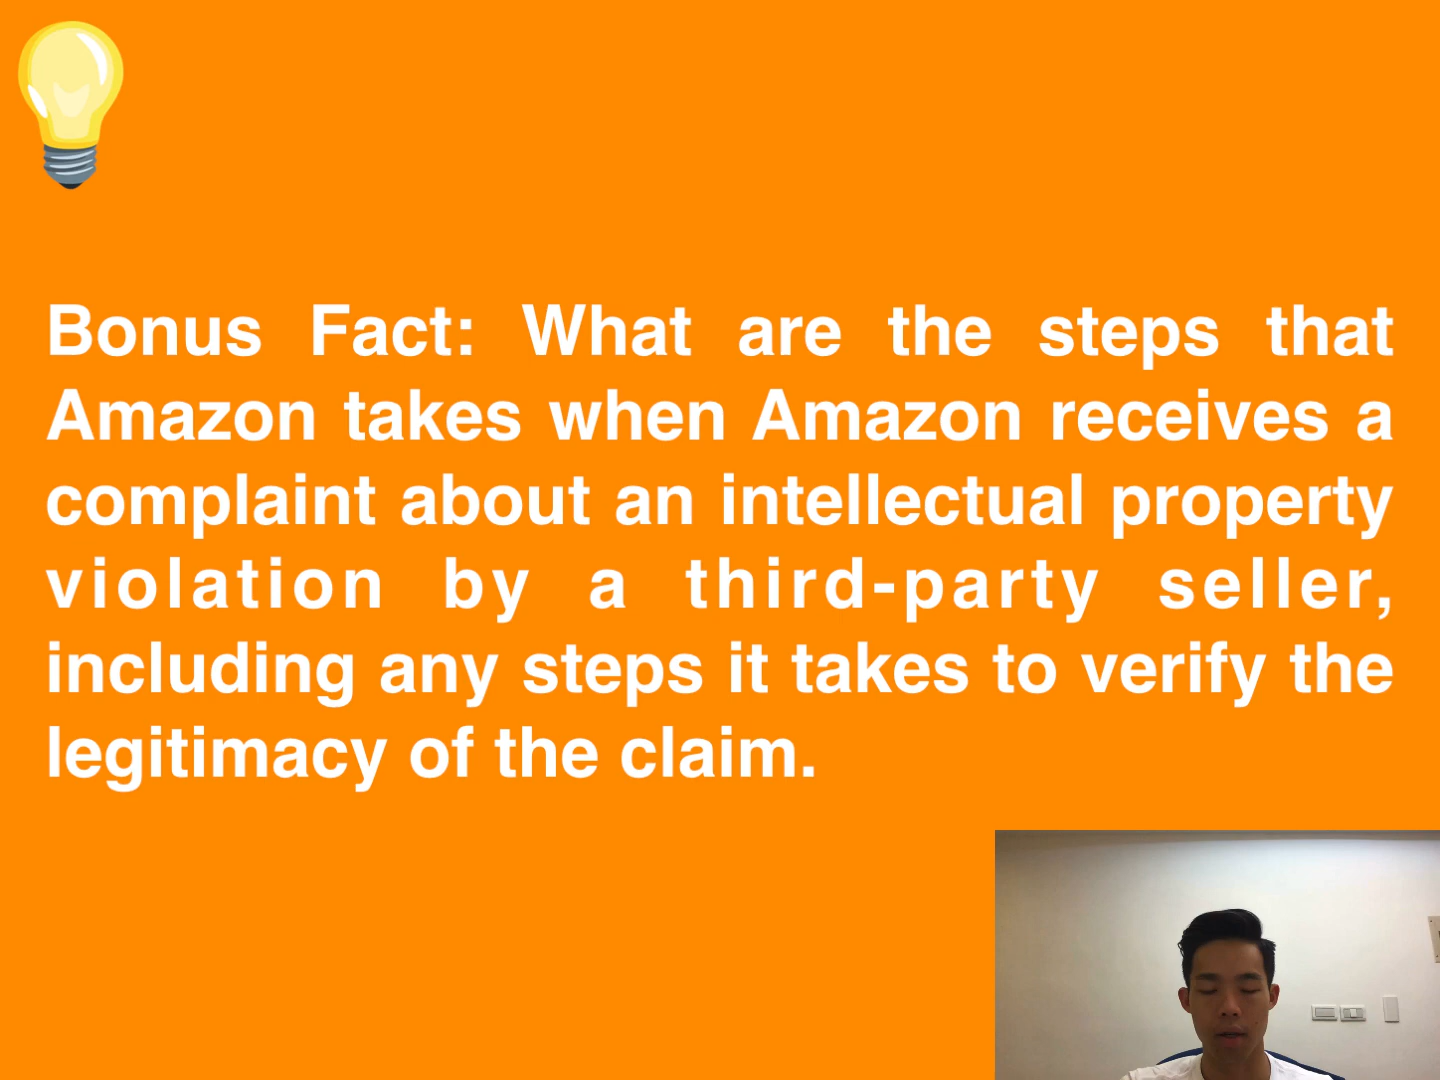 Bonus Fact: What are the steps that
Amazon takes when Amazon receives a
complaint about an intellectual property
violation by a third-party seller,
including any steps it takes to verify the
legitimacy of the claim.